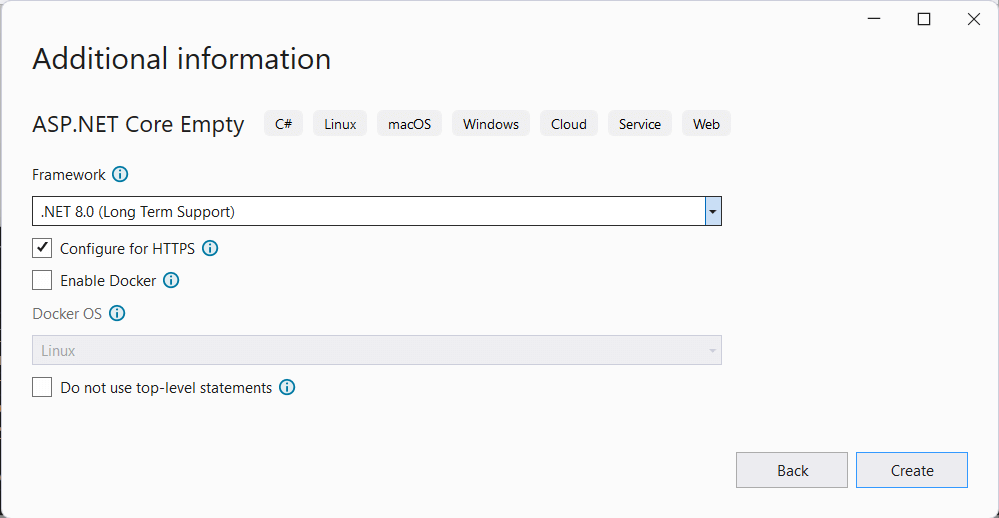 Additional information
ASP.NET Core Empty C# Linux macOS Windows Cloud Service Web
Framework
.NET 8.0 (Long Term Support)
Configure for HTTPS
Enable Docker
Docker OS
Linux
Do not use top-level statements
Back Create